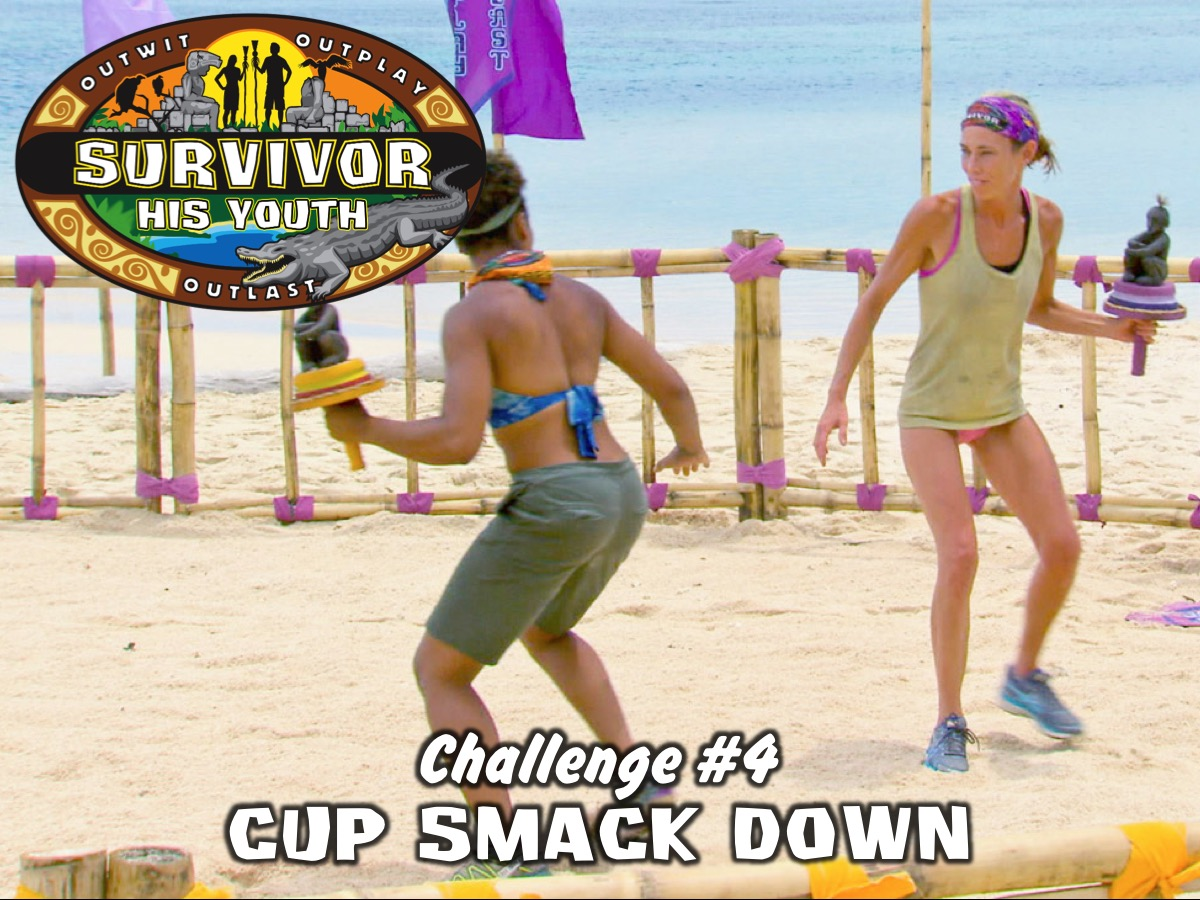 OUTWIT OUTPLAY
SURVIVOR
HIS YOUTH
OUTLAST
Challenge #4
CUP SMACK DOWN